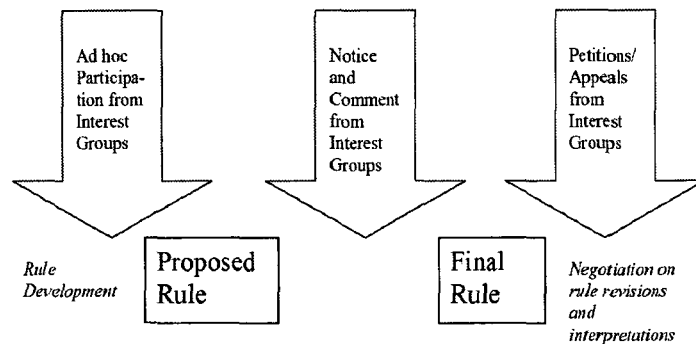 Ad hoc
Participa-
tion from
Interest
Groups
Notice
and
Comment
from
Interest
Groups
Petitions/
Appeals
from
Interest
Groups
Rule
Development
Proposed
Rule
Final
Rule
Negotiation on
rule revisions
and
interpretations